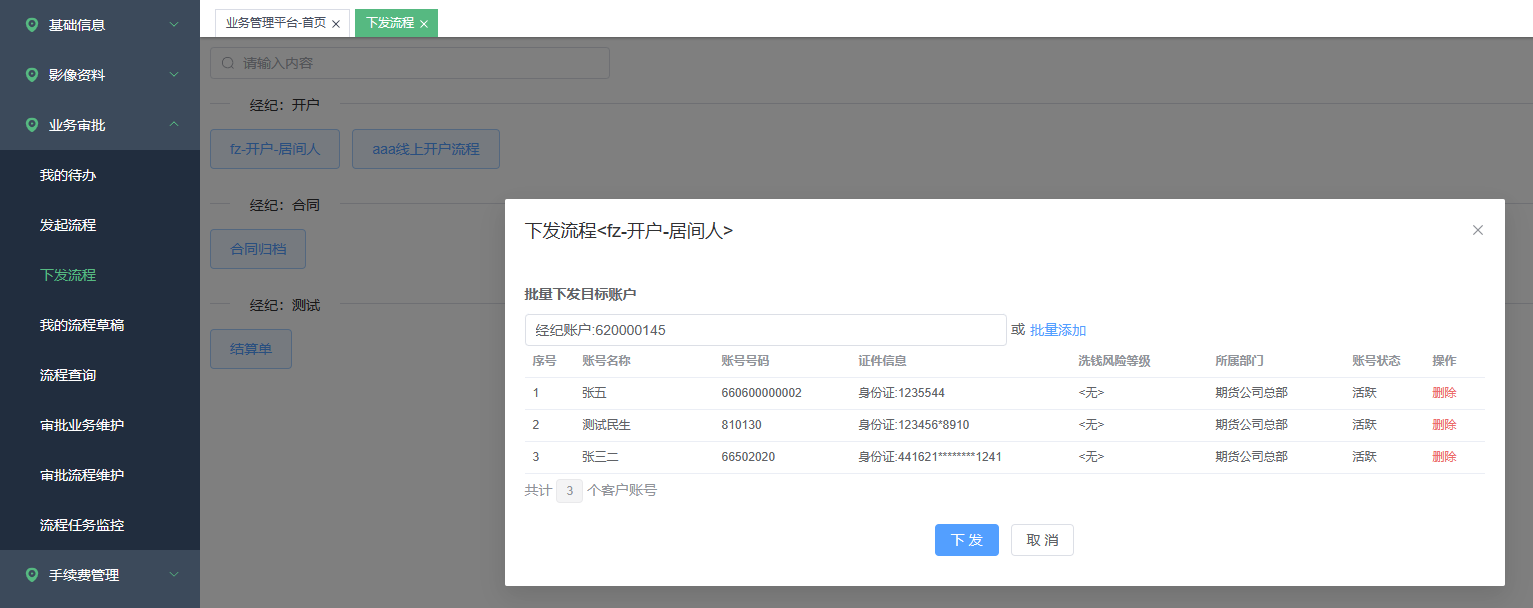 基础信息
影像资料
业务审批
我的待办
发起流程
下发流程
我的流程草稿
流程查询
审批业务维护
审批流程维护
流程任务监控
手续费管理
业务管理平台-首页 ×
下发流程 ×
请输入内容
经纪：开户
fz-开户-居间人
aaa线上开户流程
经纪：合同
合同归档
经纪：测试
结算单
下发流程<fz-开户-居间人>
批量下发目标账户
经纪账户:620000145 或 批量添加
序号 账号名称 账号号码 证件信息 洗钱风险等级 所属部门 账号状态 操作
1 张五 660600000002 身份证:1235544 <无> 期货公司总部 活跃 删除
2 测试民生 810130 身份证:123456*8910 <无> 期货公司总部 活跃 删除
3 张三二 66502020 身份证:441621********1241 <无> 期货公司总部 活跃 删除
共计 3 个客户账号
下 发 取 消